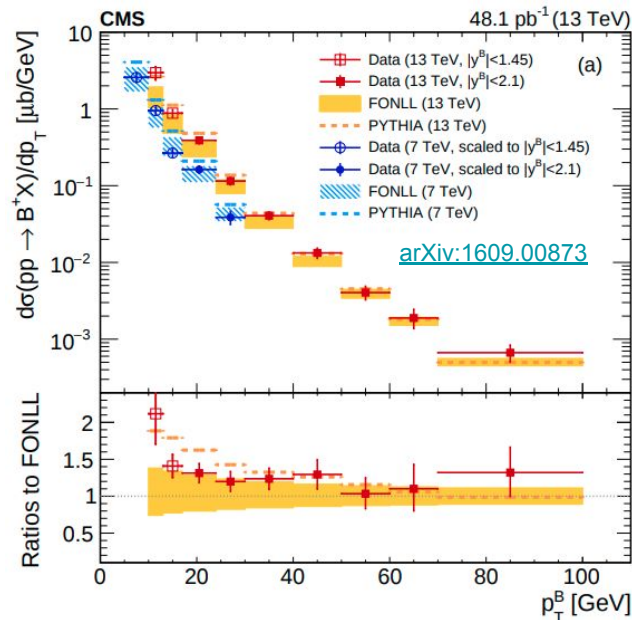 CMS 48.1 pb⁻¹ (13 TeV)
dσ(pp → B⁺X)/dp_T [μb/GeV]
10
1
10⁻¹
10⁻²
10⁻³
(a)
Data (13 TeV, |y^B|<1.45)
Data (13 TeV, |y^B|<2.1)
FONLL (13 TeV)
PYTHIA (13 TeV)
Data (7 TeV, scaled to |y^B|<1.45)
Data (7 TeV, scaled to |y^B|<2.1)
FONLL (7 TeV)
PYTHIA (7 TeV)
arXiv:1609.00873
Ratios to FONLL
2
1.5
1
0.5
0 20 40 60 80 100
p_T^B [GeV]